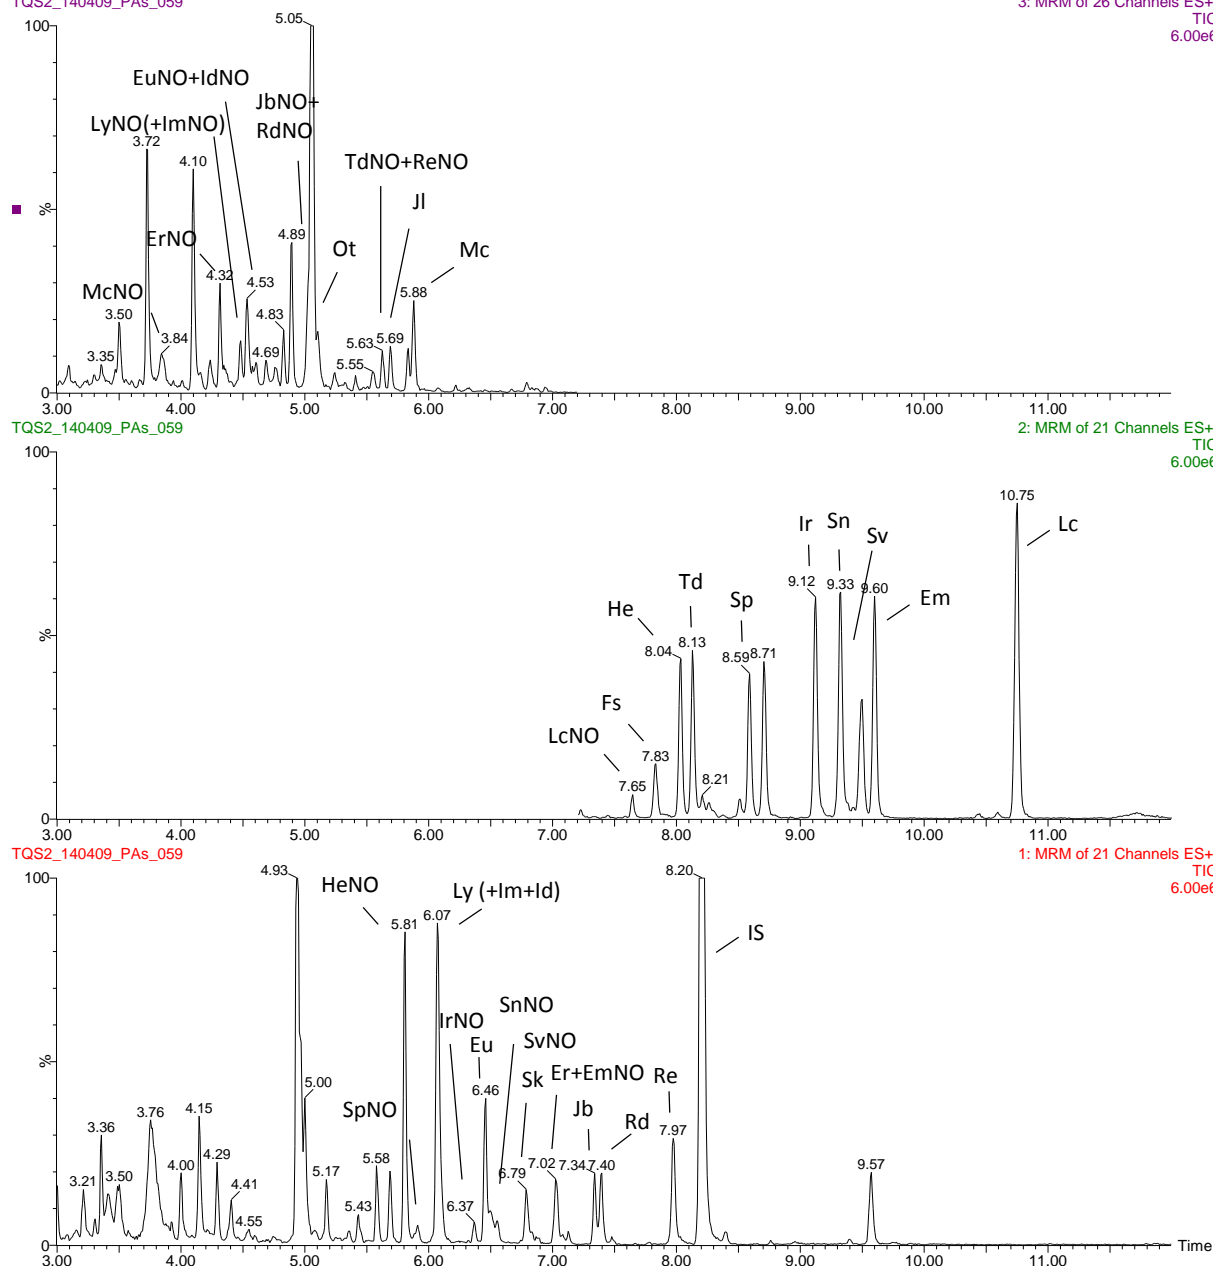 TQS2_140409_PAs_059
3: MRM of 26 Channels ES+
TIC
6.00e6
100
5.05
EuNO+IdNO
JbNO+
RdNO
LyNO(+ImNO)
3.72
4.10
TdNO+ReNO
Jl
%
ErNO
4.89
Ot
Mc
McNO
4.32
4.53
5.88
3.50
3.84
4.83
3.35
4.69
5.55
5.63
5.69
0
3.00 4.00 5.00 6.00 7.00 8.00 9.00 10.00 11.00
TQS2_140409_PAs_059
2: MRM of 21 Channels ES+
TIC
6.00e6
100
10.75
Ir
Sn
Sv
Lc
Td
9.12
9.33
9.60
Em
%
He
Sp
8.04
8.13
8.59
8.71
Fs
LcNO
7.83
7.65
8.21
0
3.00 4.00 5.00 6.00 7.00 8.00 9.00 10.00 11.00
TQS2_140409_PAs_059
1: MRM of 21 Channels ES+
TIC
6.00e6
100
4.93
HeNO
Ly (+Im+Id)
8.20
5.81
6.07
IS
SnNO
IrNO
Eu
SvNO
%
Sk
Er+EmNO
Re
6.46
5.00
SpNO
Jb
Rd
3.76
4.15
3.36
7.97
4.00
4.29
5.58
7.02
7.34
7.40
9.57
3.21
3.50
5.17
6.79
4.41
5.43
6.37
4.55
0
Time
3.00 4.00 5.00 6.00 7.00 8.00 9.00 10.00 11.00